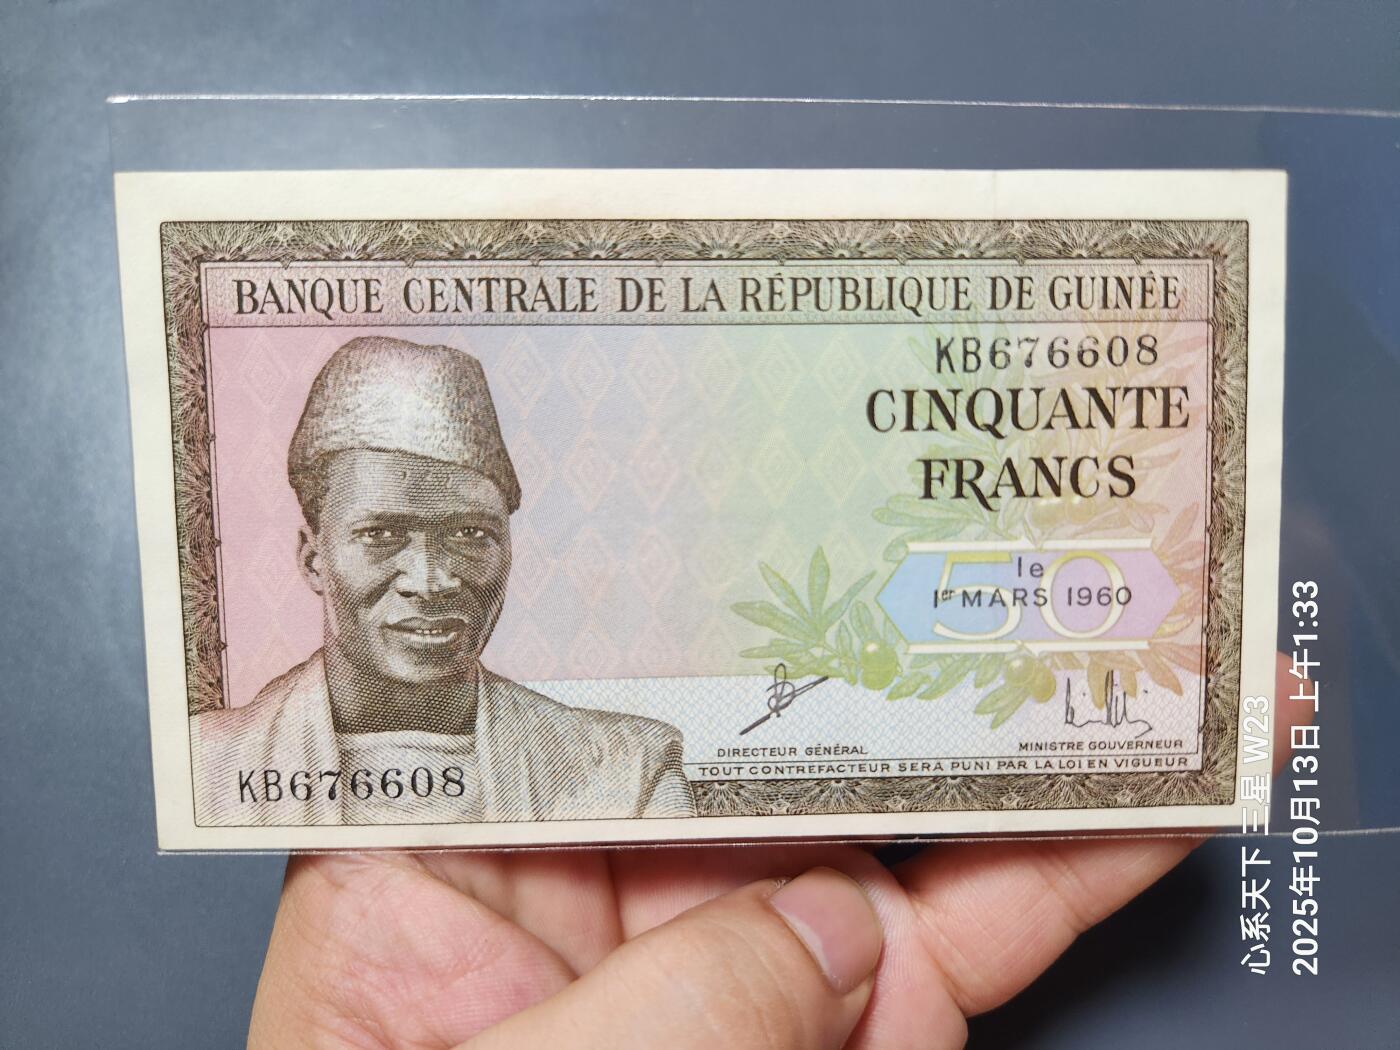 BANQUE CENTRALE DE LA RÉPUBLIQUE DE GUINÉE
KB676608
CINQUANTE
FRANCS
50
le
1er MARS 1960
DIRECTEUR GÉNÉRAL
MINISTRE GOUVERNEUR
TOUT CONTREFACTEUR SERA PUNI PAR LA LOI EN VIGUEUR
KB676608
心系天下三星 W23
2025年10月13日 上午1:33